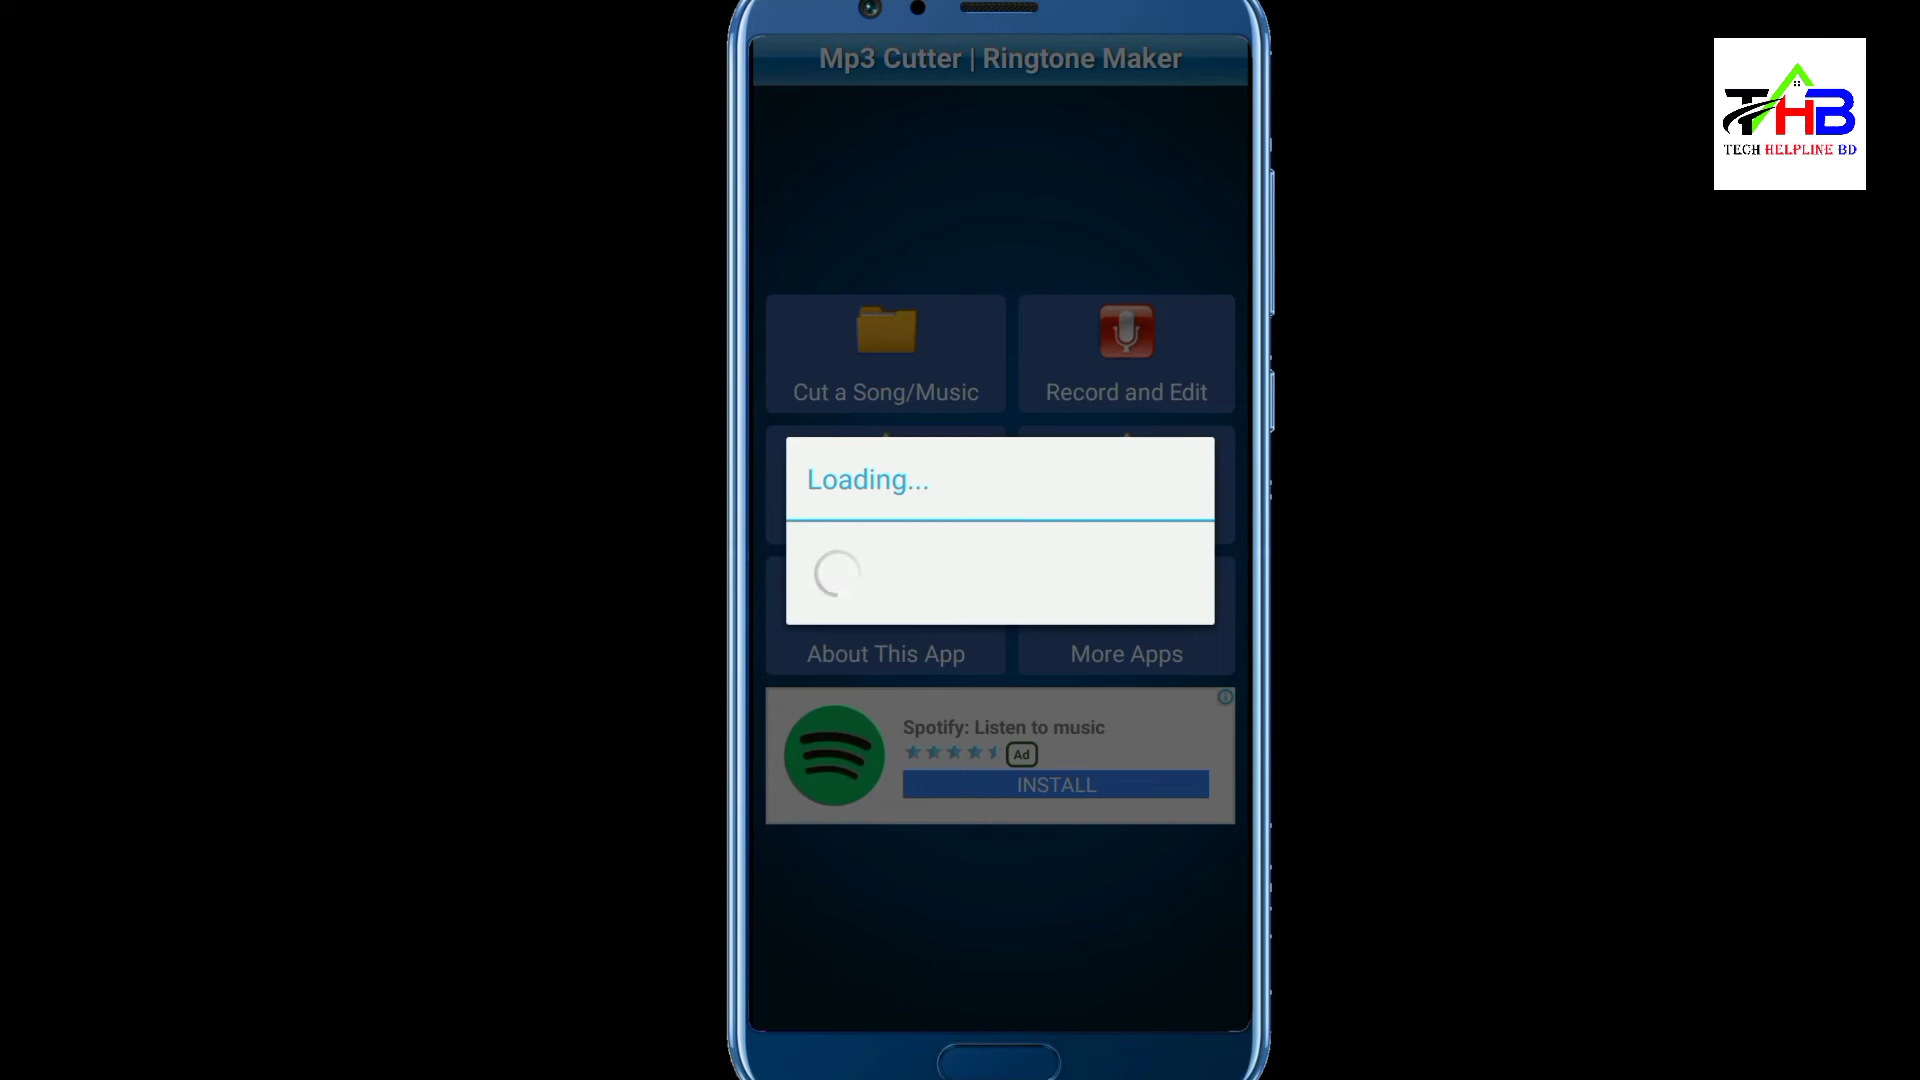 Mp3 Cutter | Ringtone Maker
THB
TECH HELPLINE BD
Cut a Song/Music
Record and Edit
Loading...
About This App
More Apps
Spotify: Listen to music
Ad
INSTALL